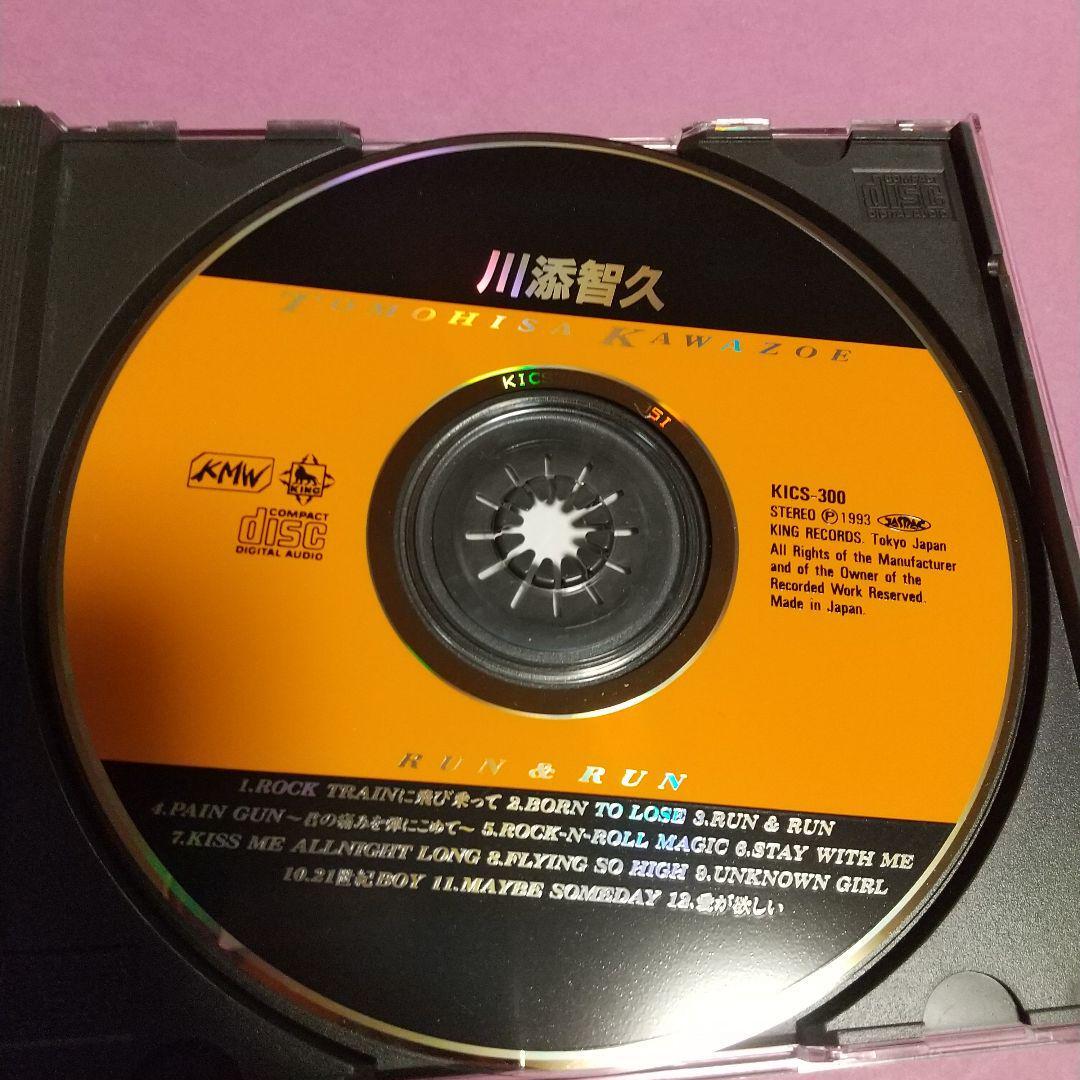 川添智久
TOMOHISA KAWAZOE
COMPACT
disc
DIGITAL AUDIO
KMW
KING
COMPACT
disc
DIGITAL AUDIO
KICS-300
STEREO Ⓟ1993 JASRAC
KING RECORDS. Tokyo Japan
All Rights of the Manufacturer
and of the Owner of the
Recorded Work Reserved.
Made in Japan.
RUN & RUN
1.ROCK TRAINに飛び乗って 2.BORN TO LOSE 3.RUN & RUN
4.PAIN GUN〜君の痛みを弾にこめて〜 5.ROCK-N-ROLL MAGIC 6.STAY WITH ME
7.KISS ME ALLNIGHT LONG 8.FLYING SO HIGH 9.UNKNOWN GIRL
10.21世紀BOY 11.MAYBE SOMEDAY 12.愛が欲しい